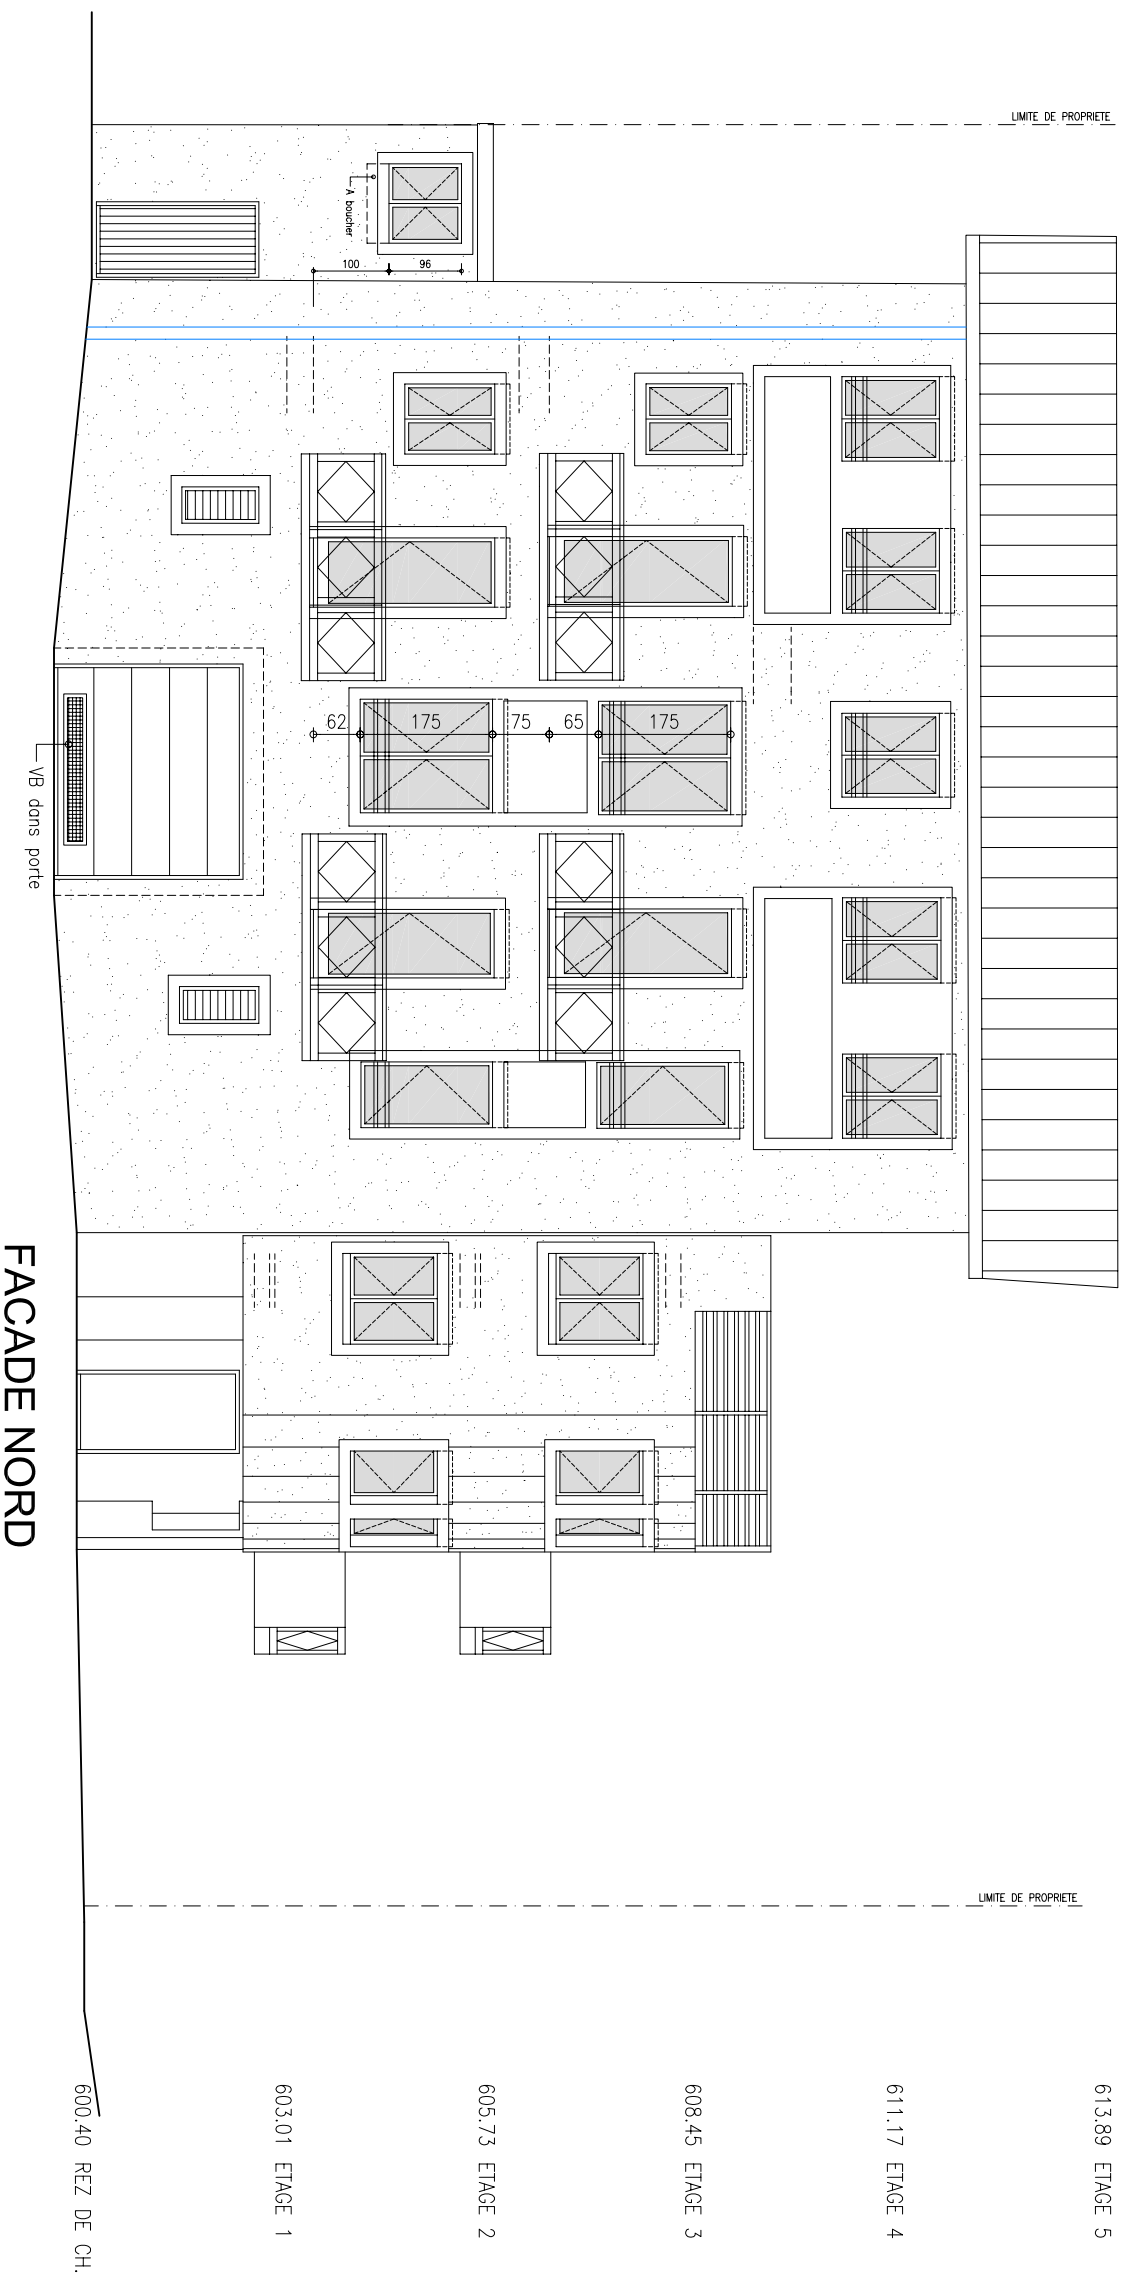 LIMITE DE PROPRIETE
A boucher
100
96
62
175
75
65
175
VB dans porte
LIMITE DE PROPRIETE
613.89 ETAGE 5
611.17 ETAGE 4
608.45 ETAGE 3
605.73 ETAGE 2
603.01 ETAGE 1
600.40 REZ DE CH.
FACADE NORD